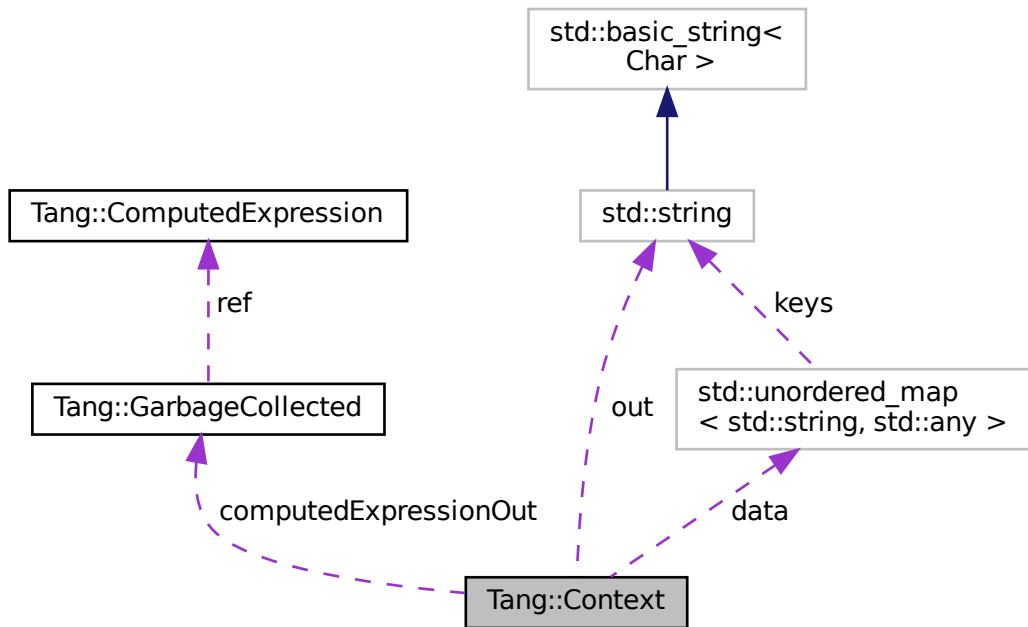 std::basic_string<
Char >
Tang::ComputedExpression
std::string
ref
keys
Tang::GarbageCollected
out
std::unordered_map
< std::string, std::any >
computedExpressionOut
data
Tang::Context